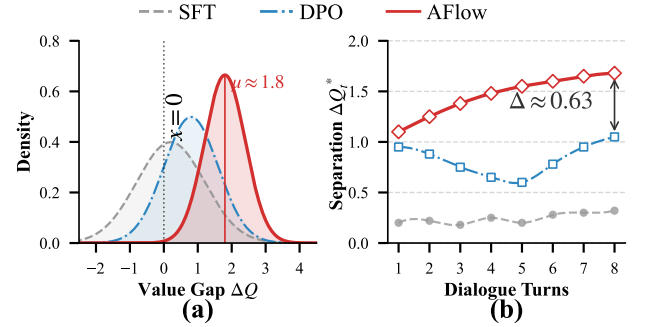 SFT DPO AFlow
0.8
0.6
0.4
0.2
0.0
Density
x=0
μ≈1.8
−2 −1 0 1 2 3 4
Value Gap ΔQ
(a)
2.0
1.5
1.0
0.5
0.0
Separation ΔQₜ*
Δ≈0.63
1 2 3 4 5 6 7 8
Dialogue Turns
(b)